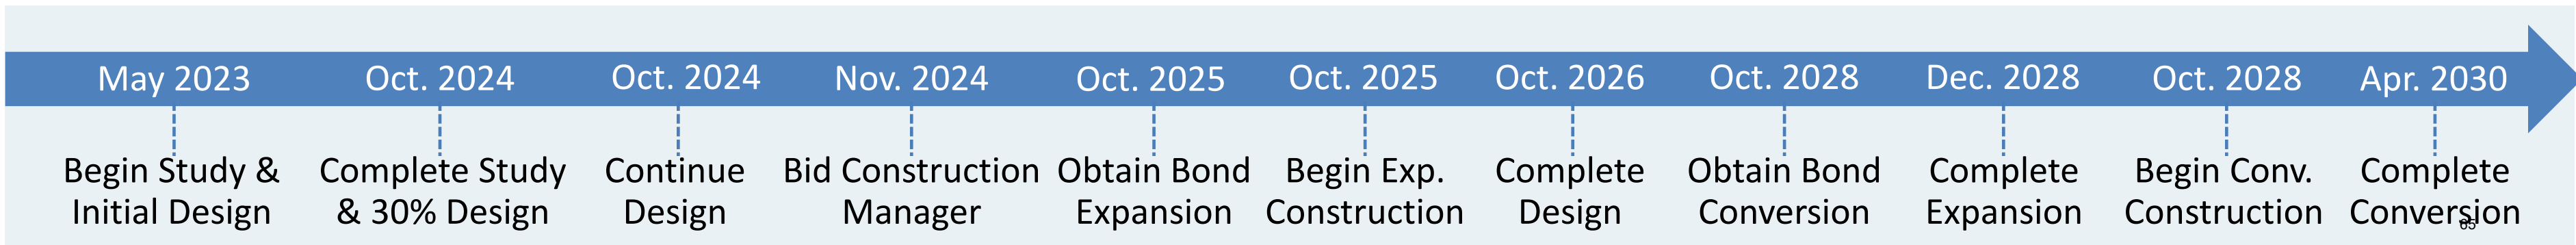 May 2023 Oct. 2024 Oct. 2024 Nov. 2024 Oct. 2025 Oct. 2025 Oct. 2026 Oct. 2028 Dec. 2028 Oct. 2028 Apr. 2030
Begin Study &
Initial Design
Complete Study
& 30% Design
Continue
Design
Bid Construction
Manager
Obtain Bond
Expansion
Begin Exp.
Construction
Complete
Design
Obtain Bond
Conversion
Complete
Expansion
Begin Conv.
Construction
Complete
Conversion
65